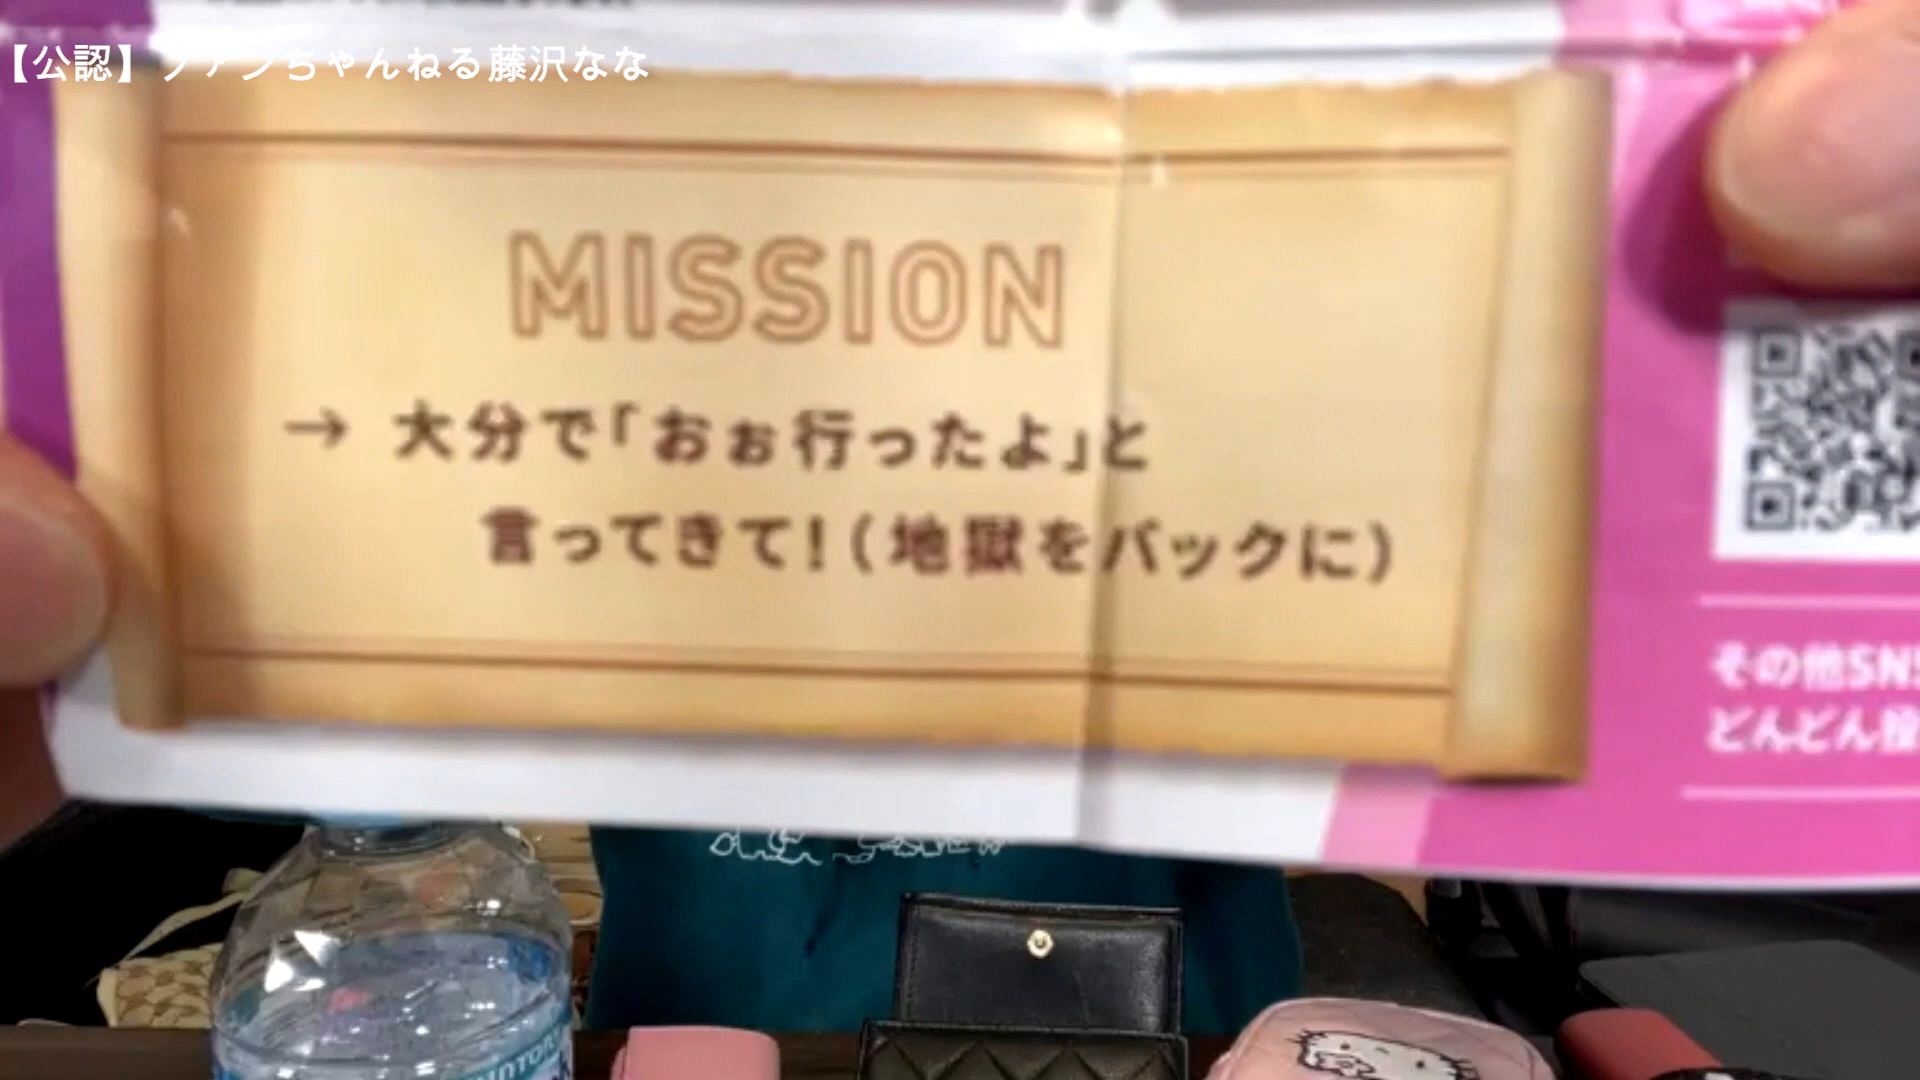 【公認】ファンちゃんねる藤沢なな
MISSION
→ 大分で「おぉ行ったよ」と
言ってきて!(地獄をバックに)
その他SNS
どんどん投
SUNTORY